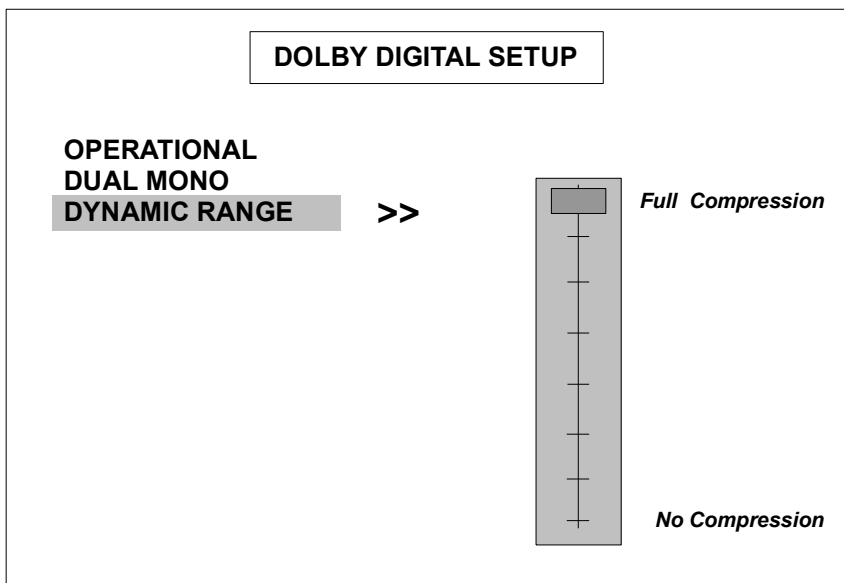 DOLBY DIGITAL SETUP
OPERATIONAL
DUAL MONO
DYNAMIC RANGE >>
Full Compression
No Compression